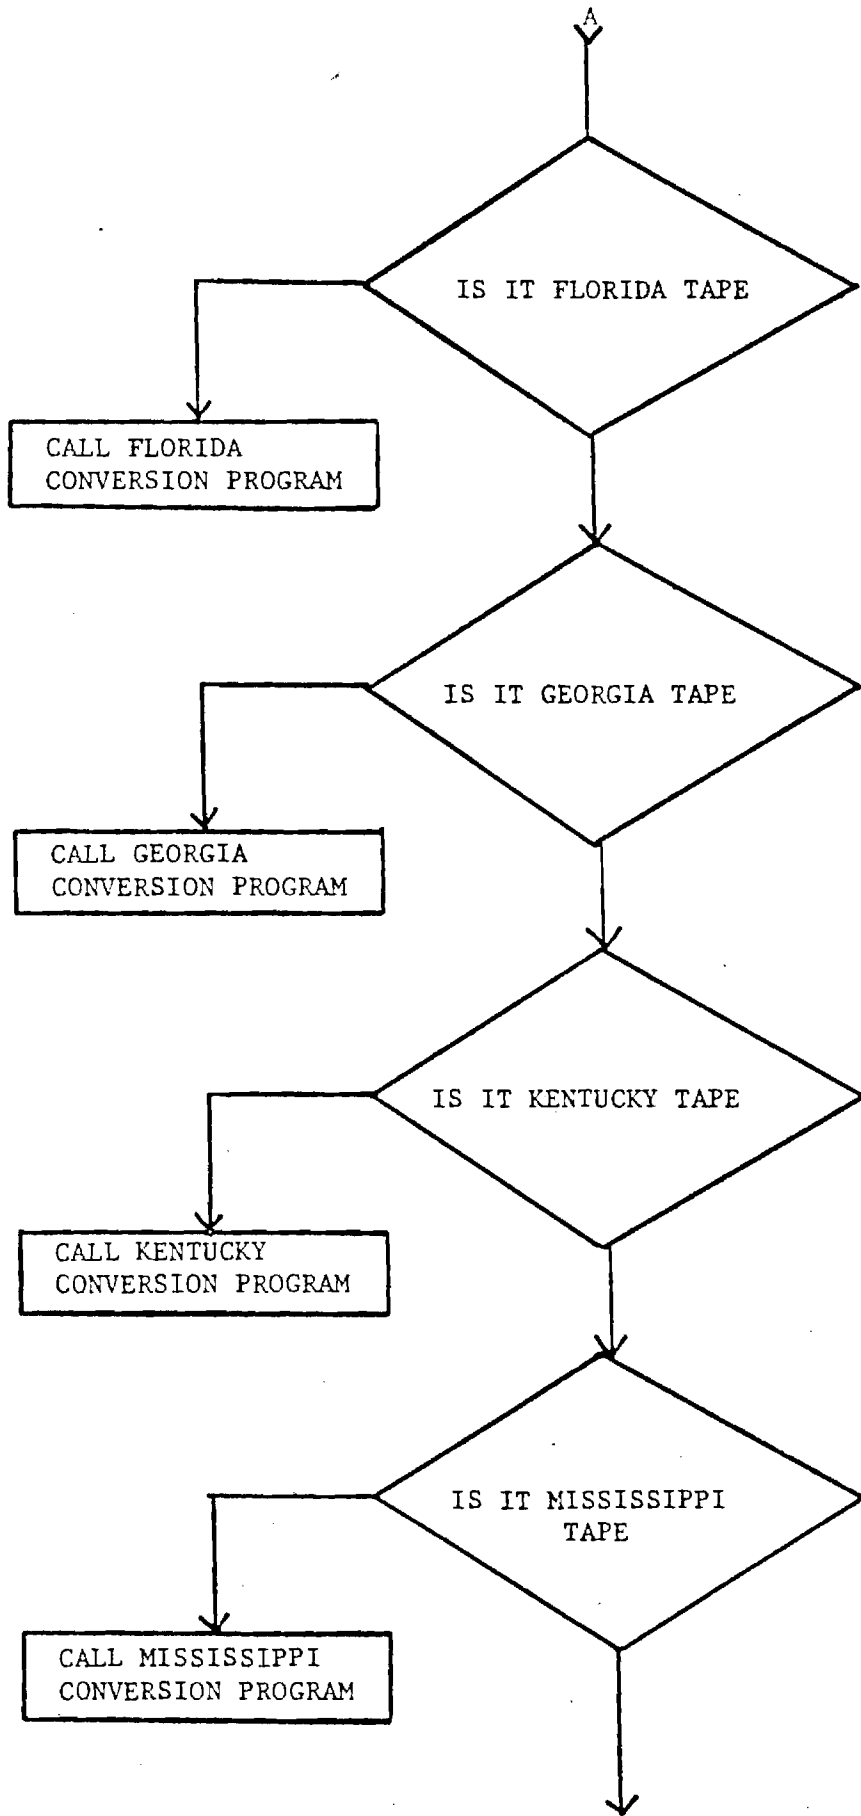 A
IS IT FLORIDA TAPE
CALL FLORIDA
CONVERSION PROGRAM
IS IT GEORGIA TAPE
CALL GEORGIA
CONVERSION PROGRAM
IS IT KENTUCKY TAPE
CALL KENTUCKY
CONVERSION PROGRAM
IS IT MISSISSIPPI
TAPE
CALL MISSISSIPPI
CONVERSION PROGRAM